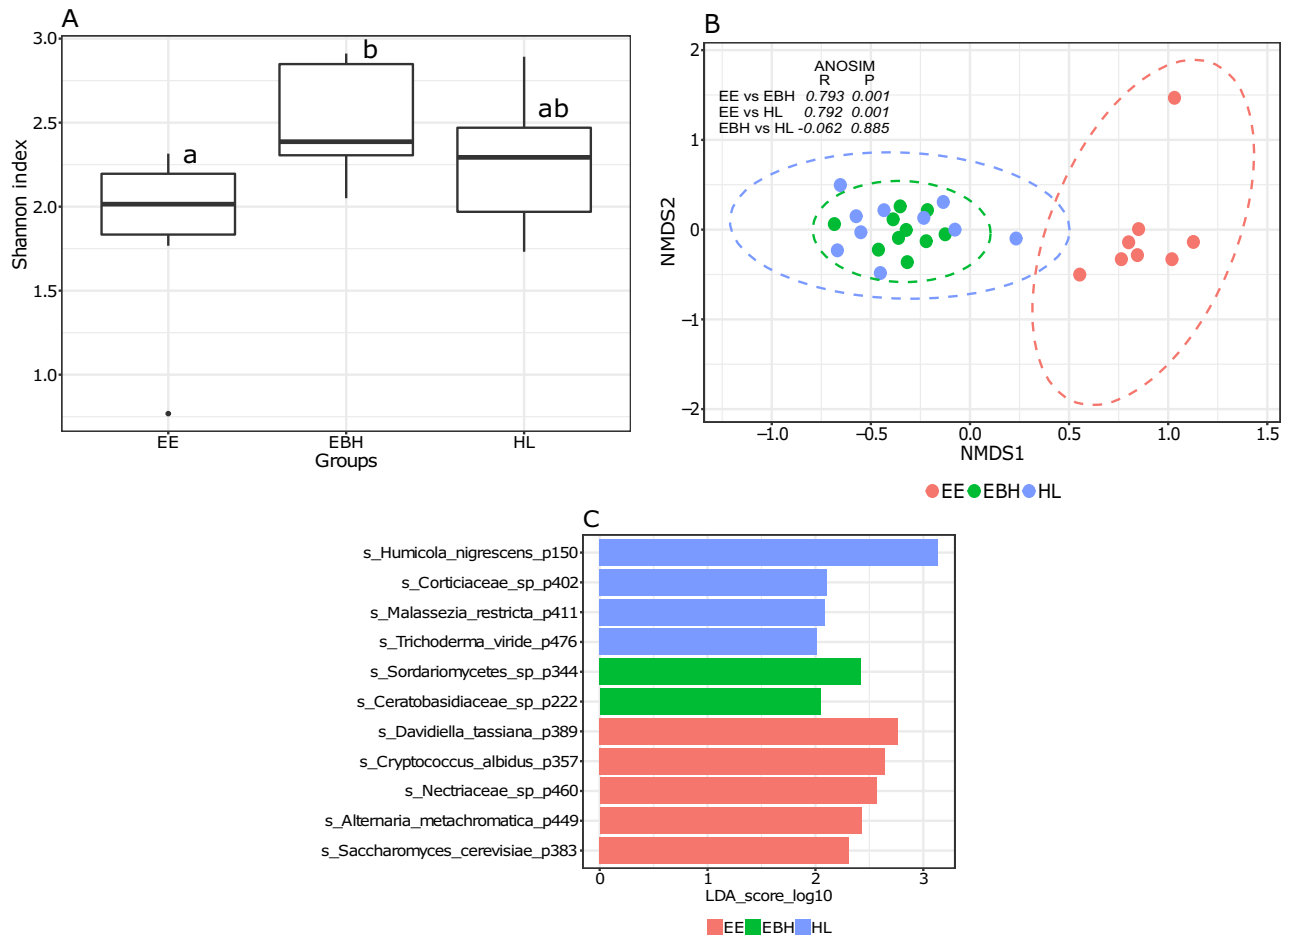 A
3.0
2.5
2.0
1.5
1.0
Shannon index
a
b
ab
EE
EBH
HL
Groups
B
ANOSIM
R P
EE vs EBH 0.793 0.001
EE vs HL 0.792 0.001
EBH vs HL -0.062 0.885
2
1
0
−1
−2
NMDS2
−1.0
−0.5
0.0
0.5
1.0
1.5
NMDS1
EE EBH HL
C
s_Humicola_nigrescens_p150
s_Corticiaceae_sp_p402
s_Malassezia_restricta_p411
s_Trichoderma_viride_p476
s_Sordariomycetes_sp_p344
s_Ceratobasidiaceae_sp_p222
s_Davidiella_tassiana_p389
s_Cryptococcus_albidus_p357
s_Nectriaceae_sp_p460
s_Alternaria_metachromatica_p449
s_Saccharomyces_cerevisiae_p383
0
1
2
3
LDA_score_log10
EE EBH HL